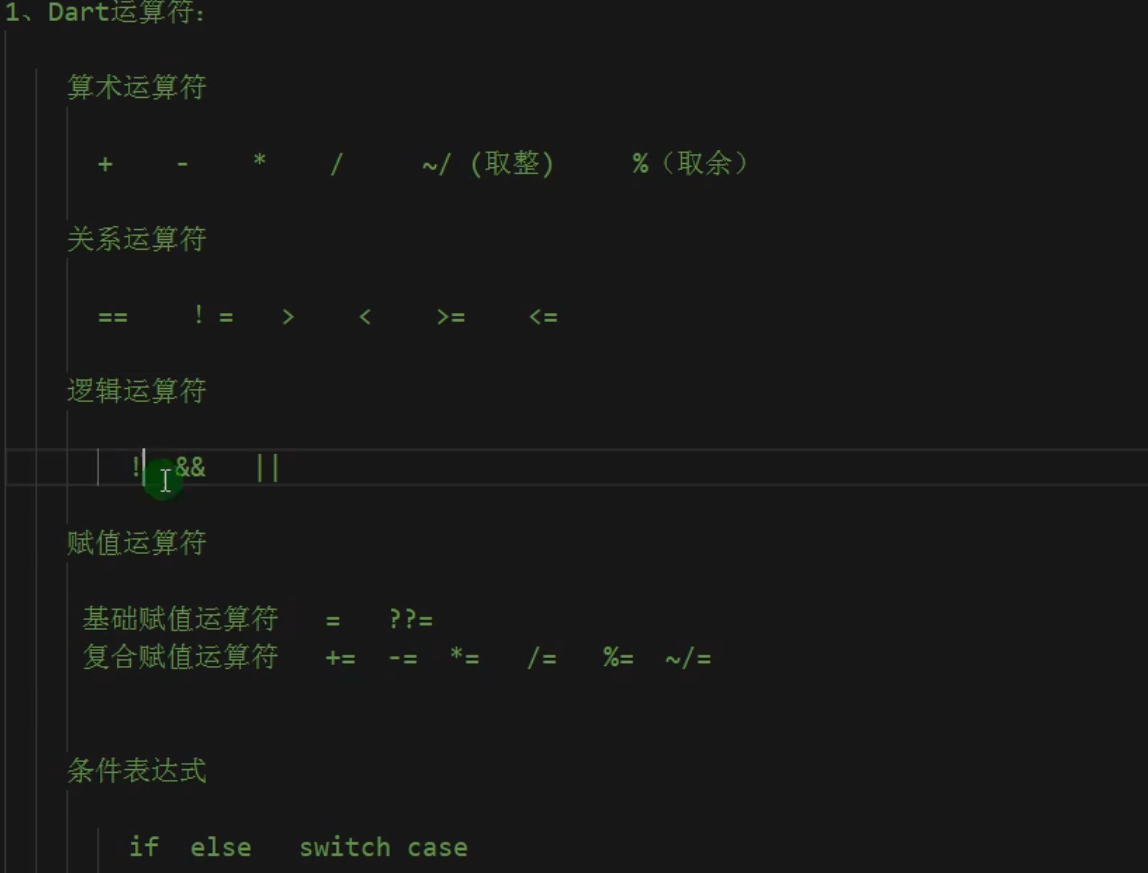 1、Dart运算符:
算术运算符
+ - * / ~/ (取整) %（取余）
关系运算符
== ！= > < >= <=
逻辑运算符
! && ||
赋值运算符
基础赋值运算符 = ??=
复合赋值运算符 += -= *= /= %= ~/=
条件表达式
if else switch case